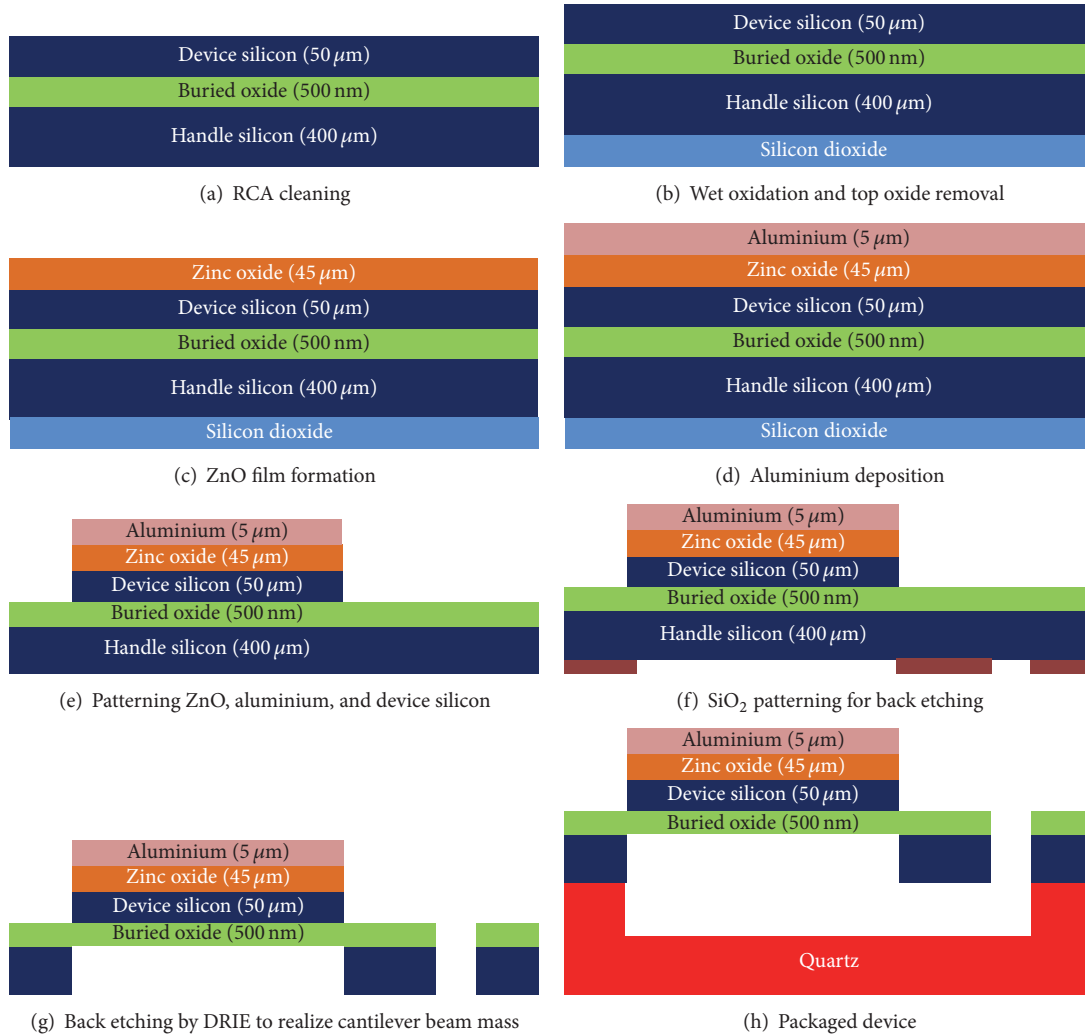 Device silicon (50 μm)
Buried oxide (500 nm)
Handle silicon (400 μm)
(a) RCA cleaning
Device silicon (50 μm)
Buried oxide (500 nm)
Handle silicon (400 μm)
Silicon dioxide
(b) Wet oxidation and top oxide removal
Zinc oxide (45 μm)
Device silicon (50 μm)
Buried oxide (500 nm)
Handle silicon (400 μm)
Silicon dioxide
(c) ZnO film formation
Aluminium (5 μm)
Zinc oxide (45 μm)
Device silicon (50 μm)
Buried oxide (500 nm)
Handle silicon (400 μm)
Silicon dioxide
(d) Aluminium deposition
Aluminium (5 μm)
Zinc oxide (45 μm)
Device silicon (50 μm)
Buried oxide (500 nm)
Handle silicon (400 μm)
(e) Patterning ZnO, aluminium, and device silicon
Aluminium (5 μm)
Zinc oxide (45 μm)
Device silicon (50 μm)
Buried oxide (500 nm)
Handle silicon (400 μm)
(f) SiO₂ patterning for back etching
Aluminium (5 μm)
Zinc oxide (45 μm)
Device silicon (50 μm)
Buried oxide (500 nm)
(g) Back etching by DRIE to realize cantilever beam mass
Aluminium (5 μm)
Zinc oxide (45 μm)
Device silicon (50 μm)
Buried oxide (500 nm)
Quartz
(h) Packaged device